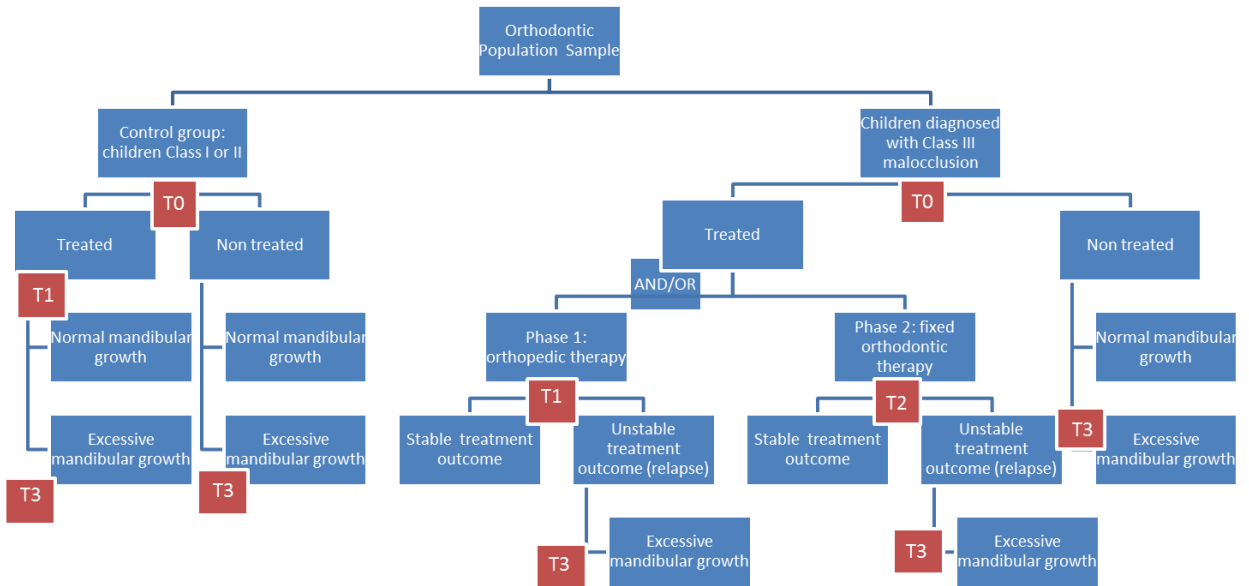 Orthodontic
Population Sample
Control group:
children Class I or II
Children diagnosed
with Class III
malocclusion
T0
T0
Treated
Non treated
Treated
Non treated
T1
AND/OR
Normal mandibular
growth
Normal mandibular
growth
Phase 1:
orthopedic therapy
Phase 2: fixed
orthodontic
therapy
Normal mandibular
growth
T1
T2
Excessive
mandibular growth
Excessive
mandibular growth
Stable treatment
outcome
Unstable
treatment
outcome (relapse)
Stable treatment
outcome
Unstable
treatment
outcome (relapse)
T3
Excessive
mandibular growth
T3
T3
T3
Excessive
mandibular growth
T3
Excessive
mandibular growth